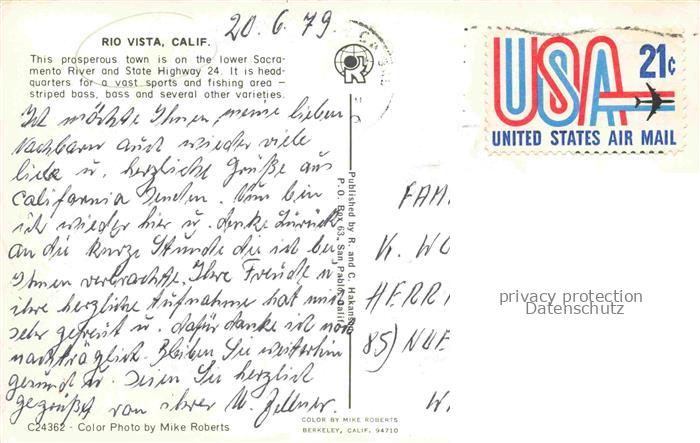 20.6.79.
RIO VISTA, CALIF.
This prosperous town is on the lower Sacra-
mento River and State Highway 24. It is head-
quarters for a vast sports and fishing area –
striped bass, bass and several other varieties.
Ich möchte Ihnen, meine lieben
Nachbarn auch wieder viele
liebe u. herzliche Grüße aus
California senden. Nun bin
ich wieder hier u. denke zurück
an die kurze Stunde die ich bei
Ihnen verbrachte, Ihre Freude u
ihre herzliche Aufnahme hat mich
sehr gefreut u. dafür danke ich noch
nachträglich. Bleiben Sie weiterhin
gesund u. seien Sie herzlich
gegrüßt von ihrer
C24362 - Color Photo by Mike Roberts
Published by R. and C. Hakanson
P. O. Box 63, San Pablo, Calif.
COLOR BY MIKE ROBERTS
BERKELEY, CALIF. 94710
USA 21¢
UNITED STATES AIR MAIL
FAM
K. WO
HERR
85) NUE
W.
privacy protection
Datenschutz